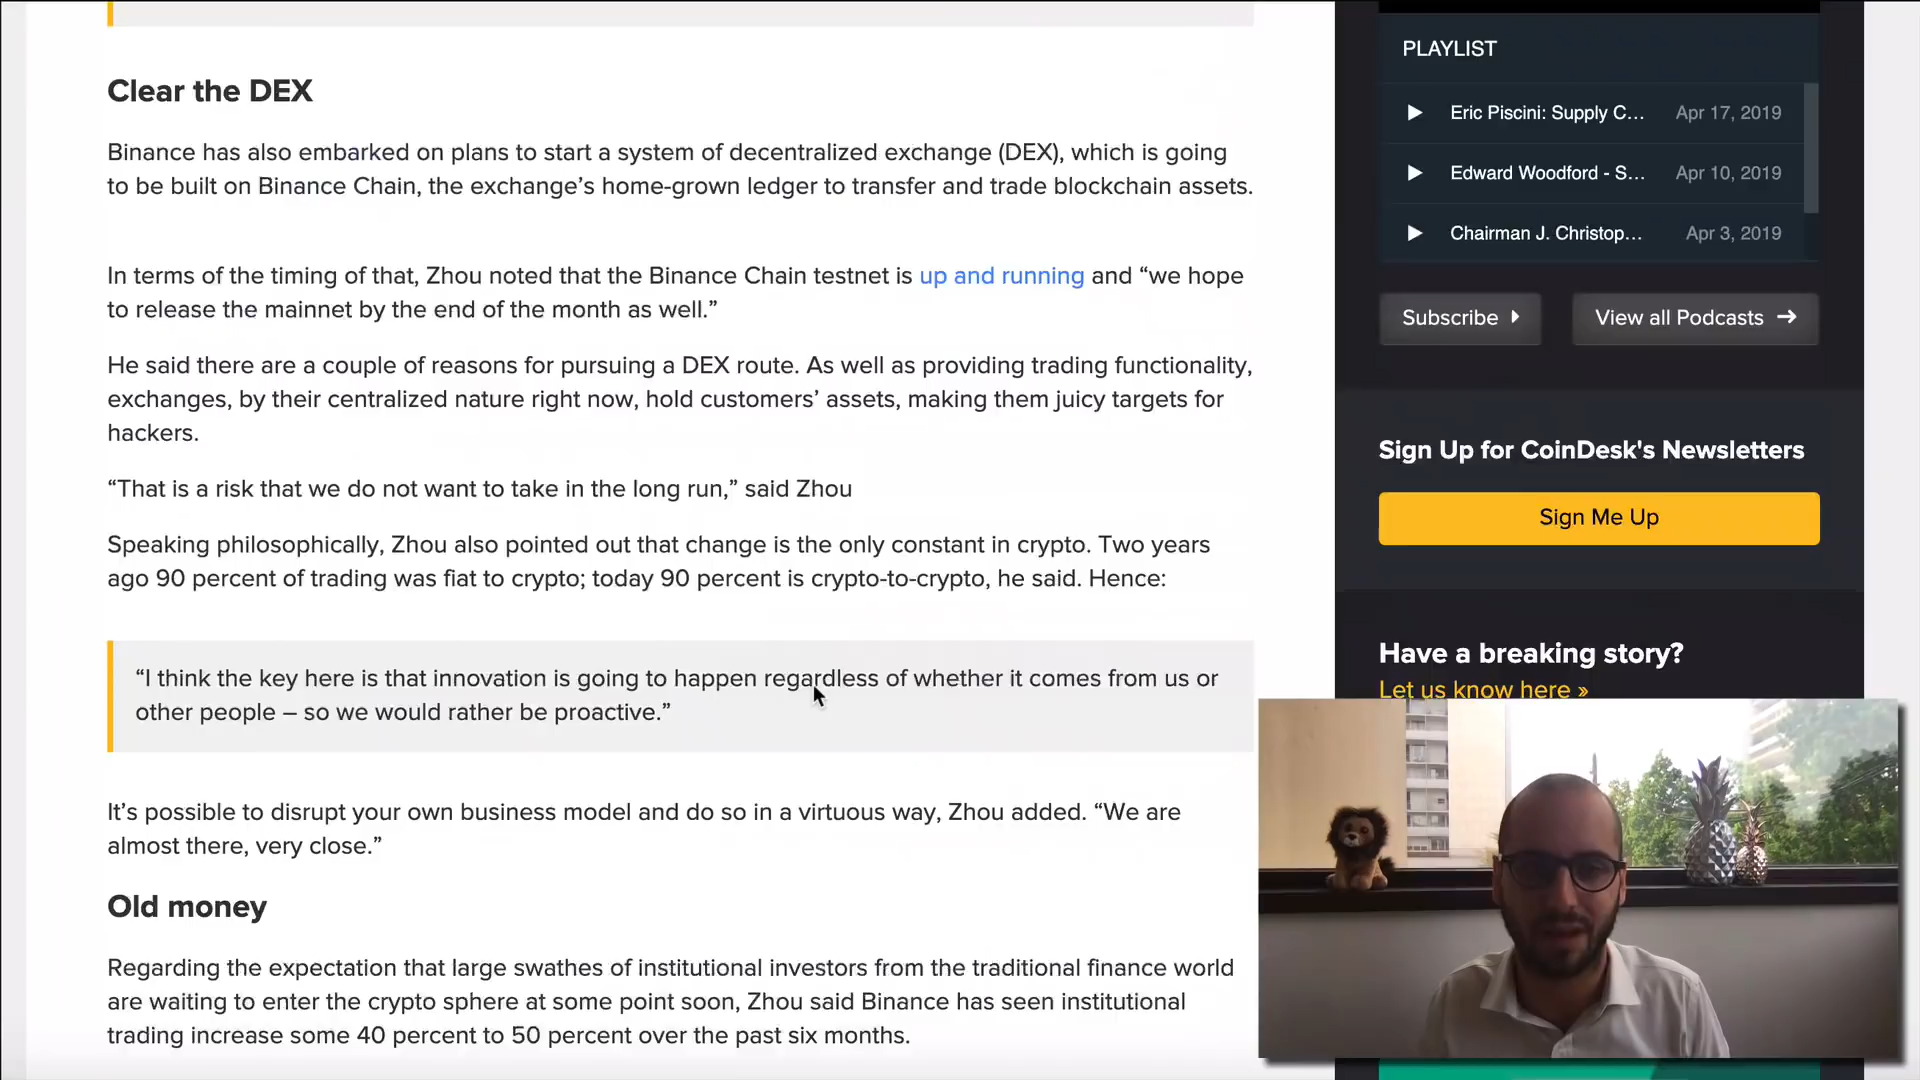 Clear the DEX
Binance has also embarked on plans to start a system of decentralized exchange (DEX), which is going
to be built on Binance Chain, the exchange’s home-grown ledger to transfer and trade blockchain assets.
In terms of the timing of that, Zhou noted that the Binance Chain testnet is up and running and “we hope
to release the mainnet by the end of the month as well.”
He said there are a couple of reasons for pursuing a DEX route. As well as providing trading functionality,
exchanges, by their centralized nature right now, hold customers’ assets, making them juicy targets for
hackers.
“That is a risk that we do not want to take in the long run,” said Zhou
Speaking philosophically, Zhou also pointed out that change is the only constant in crypto. Two years
ago 90 percent of trading was fiat to crypto; today 90 percent is crypto-to-crypto, he said. Hence:
“I think the key here is that innovation is going to happen regardless of whether it comes from us or
other people – so we would rather be proactive.”
It’s possible to disrupt your own business model and do so in a virtuous way, Zhou added. “We are
almost there, very close.”
Old money
Regarding the expectation that large swathes of institutional investors from the traditional finance world
are waiting to enter the crypto sphere at some point soon, Zhou said Binance has seen institutional
trading increase some 40 percent to 50 percent over the past six months.
PLAYLIST
Eric Piscini: Supply C... Apr 17, 2019
Edward Woodford - S... Apr 10, 2019
Chairman J. Christop... Apr 3, 2019
Subscribe
View all Podcasts
Sign Up for CoinDesk's Newsletters
Sign Me Up
Have a breaking story?
Let us know here »